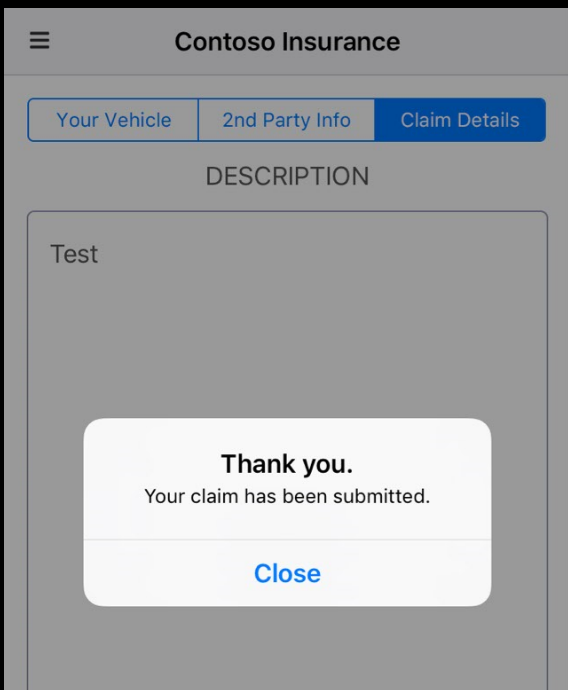 Contoso Insurance
Your Vehicle 2nd Party Info Claim Details
DESCRIPTION
Test
Thank you.
Your claim has been submitted.
Close